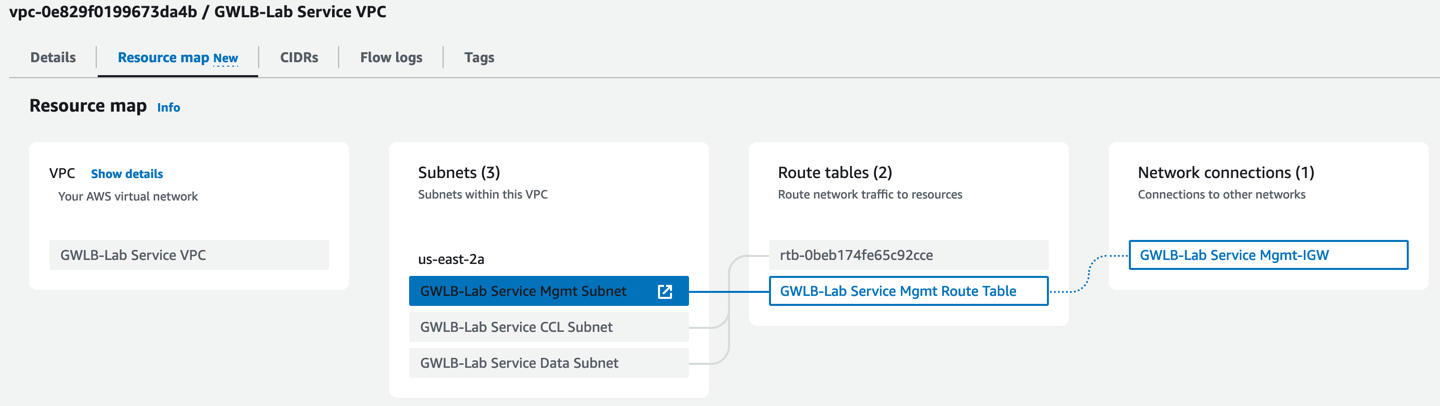 vpc-0e829f0199673da4b / GWLB-Lab Service VPC
Details Resource map New CIDRs Flow logs Tags
Resource map Info
VPC Show details
Your AWS virtual network
GWLB-Lab Service VPC
Subnets (3)
Subnets within this VPC
us-east-2a
GWLB-Lab Service Mgmt Subnet
GWLB-Lab Service CCL Subnet
GWLB-Lab Service Data Subnet
Route tables (2)
Route network traffic to resources
rtb-0beb174fe65c92cce
GWLB-Lab Service Mgmt Route Table
Network connections (1)
Connections to other networks
GWLB-Lab Service Mgmt-IGW